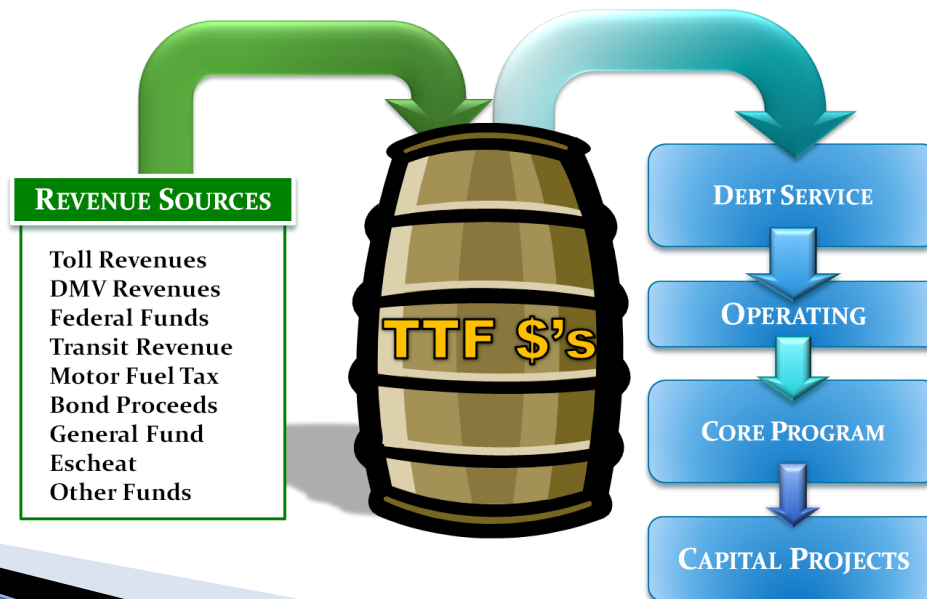 REVENUE SOURCES
Toll Revenues
DMV Revenues
Federal Funds
Transit Revenue
Motor Fuel Tax
Bond Proceeds
General Fund
Escheat
Other Funds
TTF $'s
DEBT SERVICE
OPERATING
CORE PROGRAM
CAPITAL PROJECTS